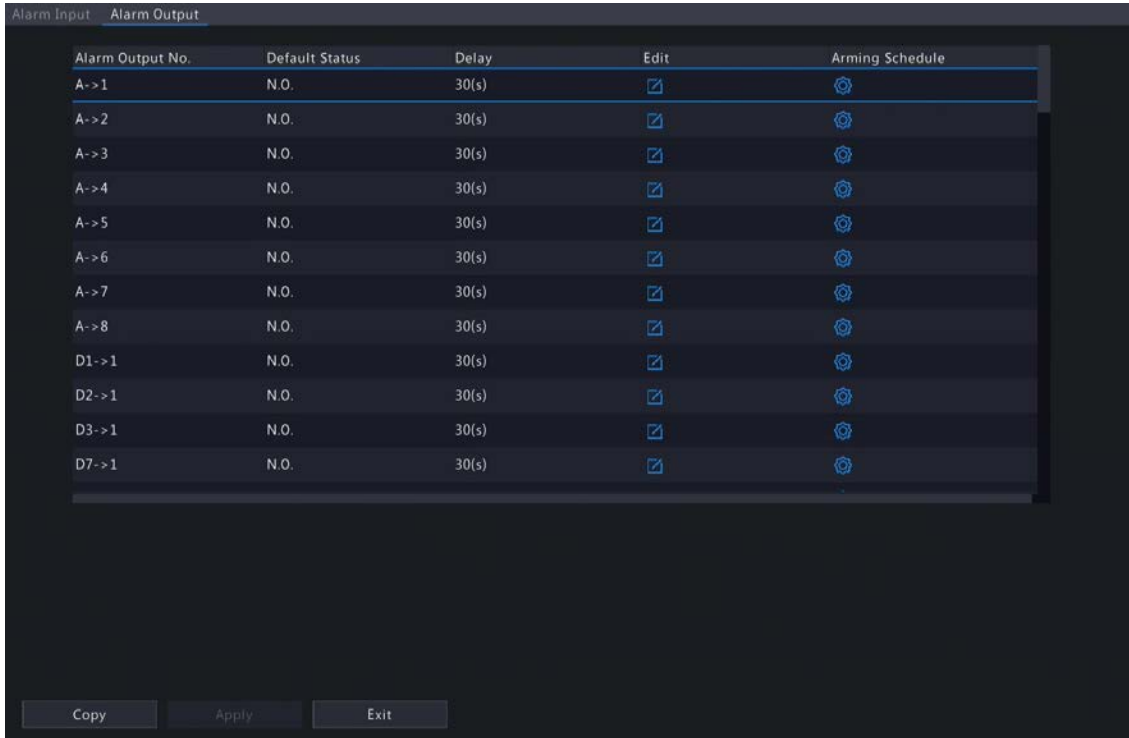 Alarm Input Alarm Output
Alarm Output No. Default Status Delay Edit Arming Schedule
A->1 N.O. 30(s)
A->2 N.O. 30(s)
A->3 N.O. 30(s)
A->4 N.O. 30(s)
A->5 N.O. 30(s)
A->6 N.O. 30(s)
A->7 N.O. 30(s)
A->8 N.O. 30(s)
D1->1 N.O. 30(s)
D2->1 N.O. 30(s)
D3->1 N.O. 30(s)
D7->1 N.O. 30(s)
Copy Apply Exit